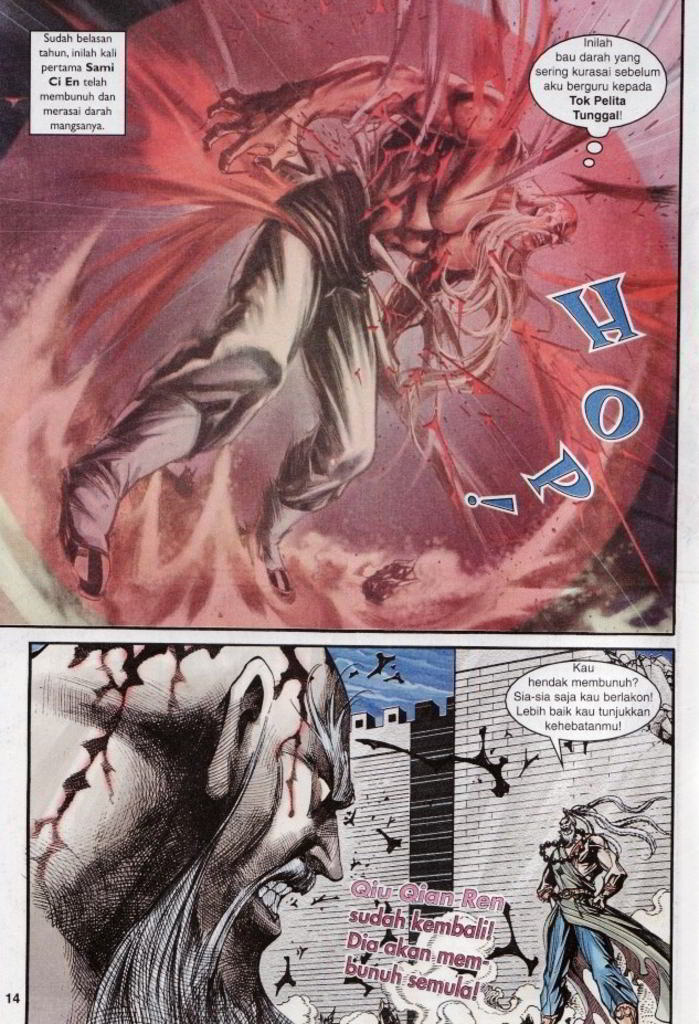 Sudah belasan
tahun, inilah kali
pertama Sami
Ci En telah
membunuh dan
merasai darah
mangsanya.
Inilah
bau darah yang
sering kurasai sebelum
aku berguru kepada
Tok Pelita
Tunggal!
HOP!
Kau
hendak membunuh?
Sia-sia saja kau berlakon!
Lebih baik kau tunjukkan
kehebatanmu!
Qiu Qian-Ren
sudah kembali!
Dia akan mem-
bunuh semula!
14